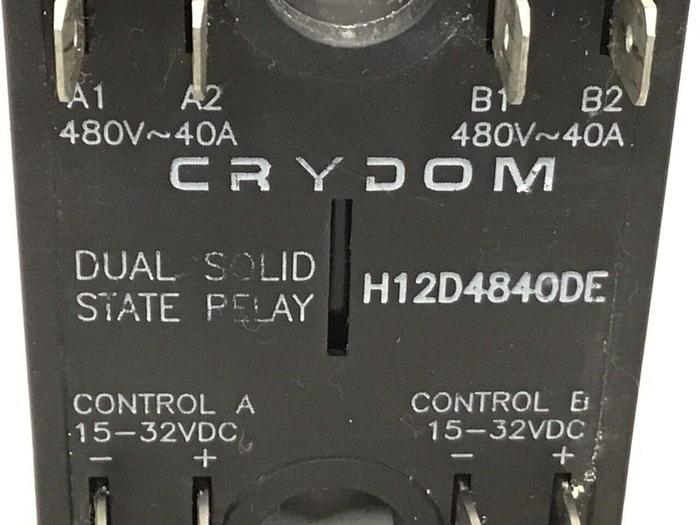 A1 A2 B1 B2
480V~40A 480V~40A
CRYDOM
DUAL SOLID
STATE RELAY
H12D4840DE
CONTROL A CONTROL B
15-32VDC 15-32VDC
- + - +